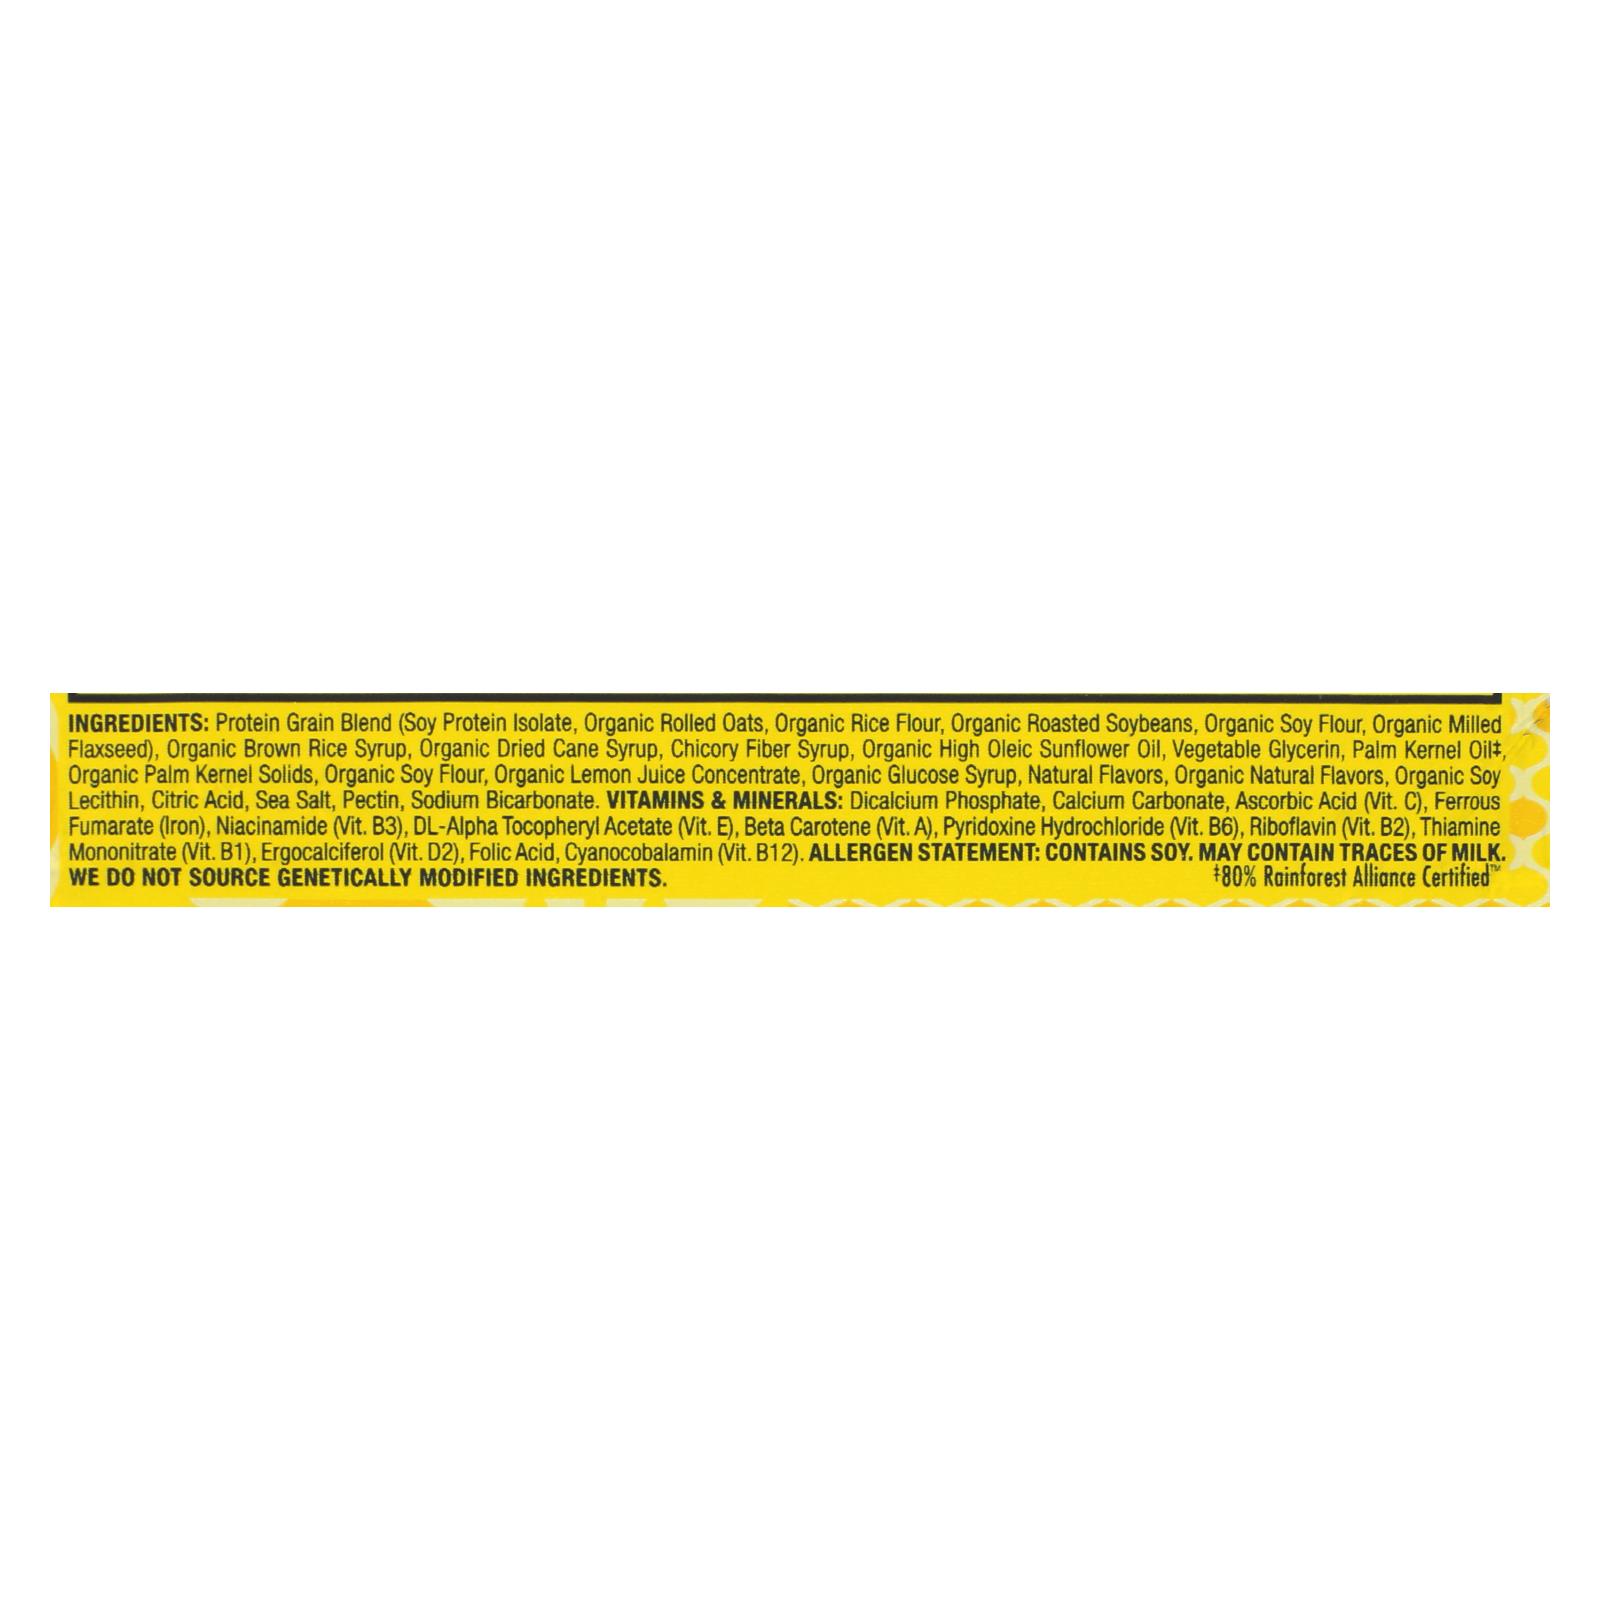 INGREDIENTS: Protein Grain Blend (Soy Protein Isolate, Organic Rolled Oats, Organic Rice Flour, Organic Roasted Soybeans, Organic Soy Flour, Organic Milled
Flaxseed), Organic Brown Rice Syrup, Organic Dried Cane Syrup, Chicory Fiber Syrup, Organic High Oleic Sunflower Oil, Vegetable Glycerin, Palm Kernel Oil‡,
Organic Palm Kernel Solids, Organic Soy Flour, Organic Lemon Juice Concentrate, Organic Glucose Syrup, Natural Flavors, Organic Natural Flavors, Organic Soy
Lecithin, Citric Acid, Sea Salt, Pectin, Sodium Bicarbonate. VITAMINS & MINERALS: Dicalcium Phosphate, Calcium Carbonate, Ascorbic Acid (Vit. C), Ferrous
Fumarate (Iron), Niacinamide (Vit. B3), DL-Alpha Tocopheryl Acetate (Vit. E), Beta Carotene (Vit. A), Pyridoxine Hydrochloride (Vit. B6), Riboflavin (Vit. B2), Thiamine
Mononitrate (Vit. B1), Ergocalciferol (Vit. D2), Folic Acid, Cyanocobalamin (Vit. B12). ALLERGEN STATEMENT: CONTAINS SOY. MAY CONTAIN TRACES OF MILK.
WE DO NOT SOURCE GENETICALLY MODIFIED INGREDIENTS. ‡80% Rainforest Alliance Certified™